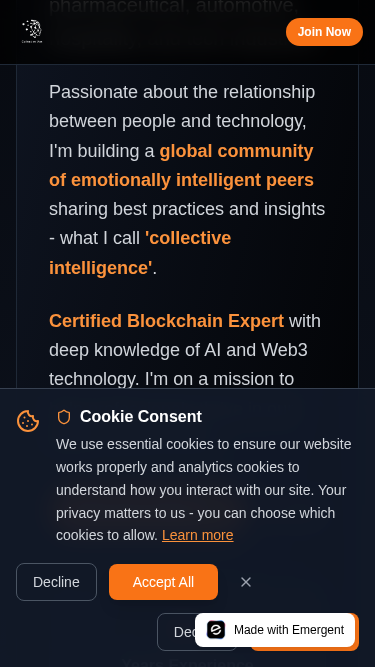 pharmaceutical, automotive,
Join Now
Passionate about the relationship
between people and technology,
I'm building a global community
of emotionally intelligent peers
sharing best practices and insights
- what I call 'collective
intelligence'.
Certified Blockchain Expert with
deep knowledge of AI and Web3
technology. I'm on a mission to
Cookie Consent
We use essential cookies to ensure our website
works properly and analytics cookies to
understand how you interact with our site. Your
privacy matters to us - you can choose which
cookies to allow. Learn more
Decline
Accept All
Made with Emergent